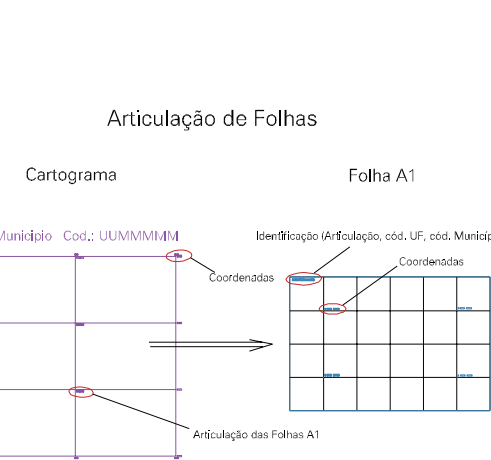 Articulação de Folhas
Cartograma
Folha A1
Municipio Cod.: UUMMMMM
Identificação (Articulação, cód. UF, cód. Municíp
Coordenadas
Coordenadas
Articulação das Folhas A1